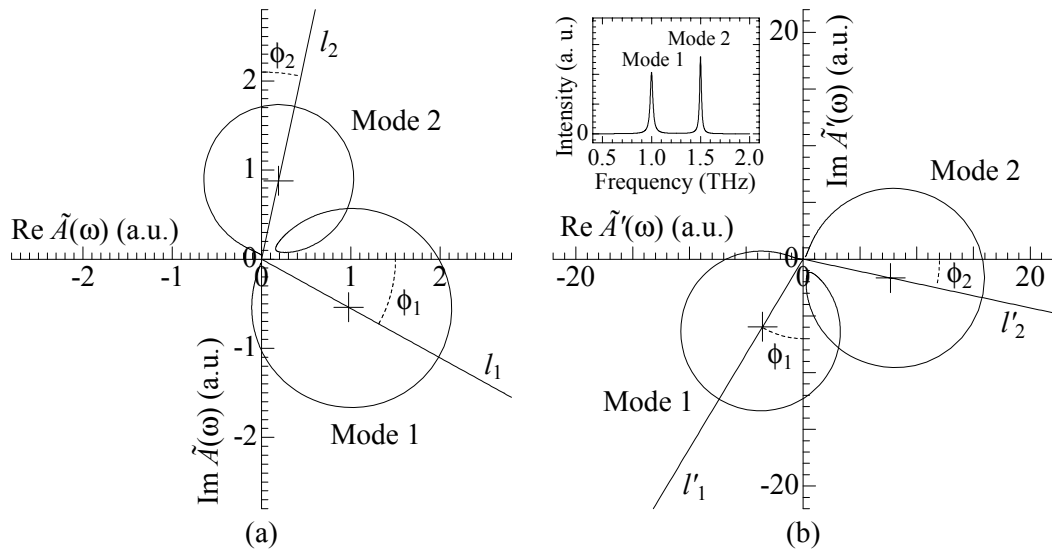 2
1
0
-1
-2
-2
-1
0
1
2
Re Ã(ω) (a.u.)
Im Ã(ω) (a.u.)
ϕ₂
l₂
Mode 2
ϕ₁
l₁
Mode 1
(a)
Intensity (a. u.)
0
Mode 2
Mode 1
0.5
1.0
1.5
2.0
Frequency (THz)
20
0
-20
Im Ã'(ω) (a.u.)
Mode 2
Re Ã'(ω) (a.u.)
-20
0
20
ϕ₂
l'₂
ϕ₁
Mode 1
l'₁
(b)